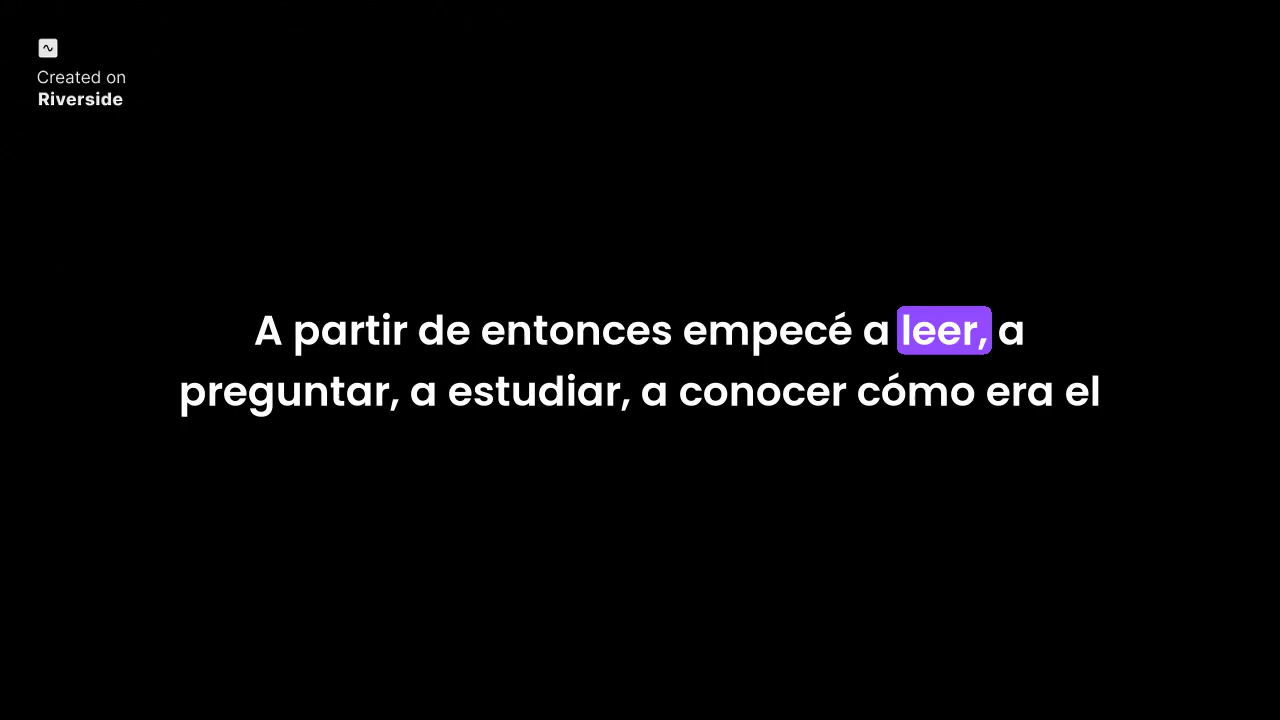 Created on
Riverside
A partir de entonces empecé a leer, a
preguntar, a estudiar, a conocer cómo era el